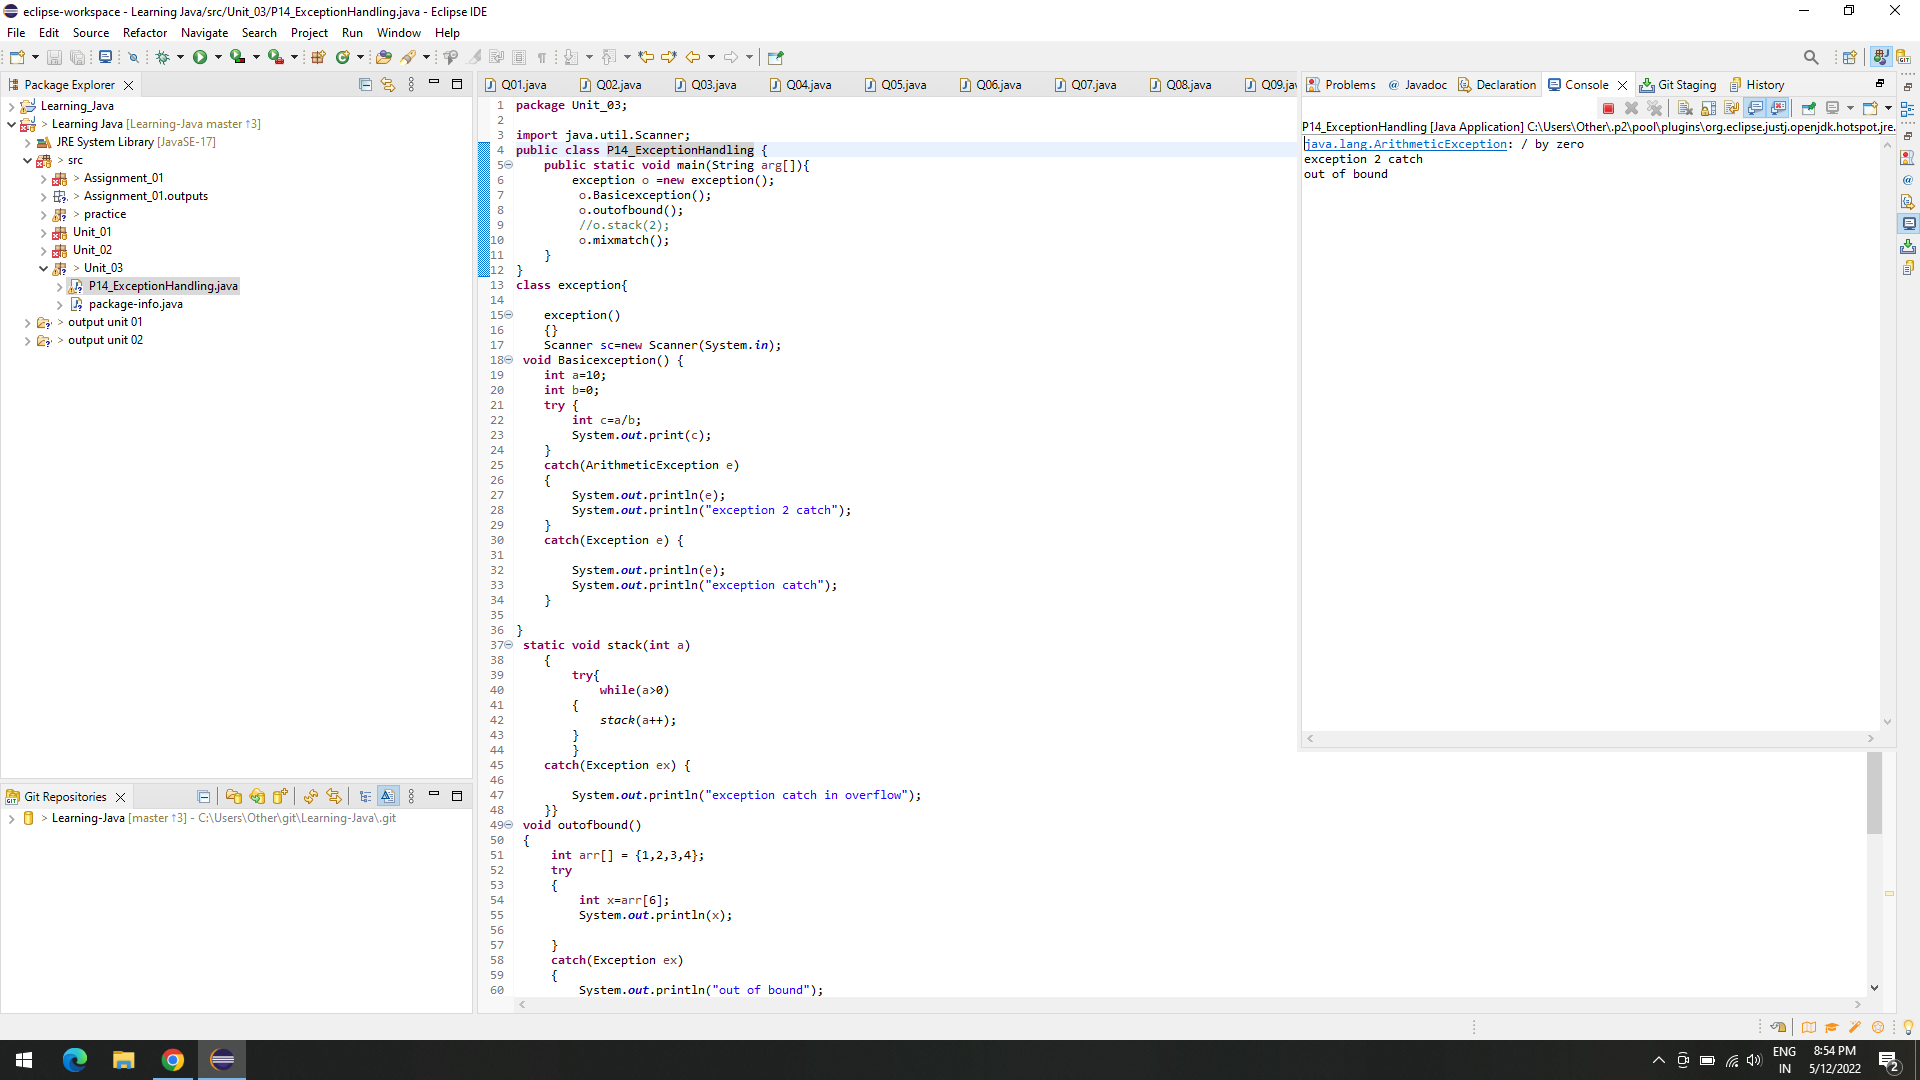 eclipse-workspace - Learning Java/src/Unit_03/P14_ExceptionHandling.java - Eclipse IDE
File Edit Source Refactor Navigate Search Project Run Window Help
Package Explorer
Learning_Java
> Learning Java [Learning-Java master ↑3]
JRE System Library [JavaSE-17]
> src
> Assignment_01
> Assignment_01.outputs
> practice
Unit_01
Unit_02
> Unit_03
P14_ExceptionHandling.java
package-info.java
> output unit 01
> output unit 02
Git Repositories
> Learning-Java [master ↑3] - C:\Users\Other\git\Learning-Java\.git
Q01.java Q02.java Q03.java Q04.java Q05.java Q06.java Q07.java Q08.java Q09.jav
1 package Unit_03;
2
3 import java.util.Scanner;
4 public class P14_ExceptionHandling {
5 public static void main(String arg[]){
6 exception o =new exception();
7 o.Basicexception();
8 o.outofbound();
9 //o.stack(2);
10 o.mixmatch();
11 }
12 }
13 class exception{
14
15 exception()
16 {}
17 Scanner sc=new Scanner(System.in);
18 void Basicexception() {
19 int a=10;
20 int b=0;
21 try {
22 int c=a/b;
23 System.out.print(c);
24 }
25 catch(ArithmeticException e)
26 {
27 System.out.println(e);
28 System.out.println("exception 2 catch");
29 }
30 catch(Exception e) {
31
32 System.out.println(e);
33 System.out.println("exception catch");
34 }
35
36 }
37 static void stack(int a)
38 {
39 try{
40 while(a>0)
41 {
42 stack(a++);
43 }
44 }
45 catch(Exception ex) {
46
47 System.out.println("exception catch in overflow");
48 }}
49 void outofbound()
50 {
51 int arr[] = {1,2,3,4};
52 try
53 {
54 int x=arr[6];
55 System.out.println(x);
56
57 }
58 catch(Exception ex)
59 {
60 System.out.println("out of bound");
Problems @ Javadoc Declaration Console Git Staging History
P14_ExceptionHandling [Java Application] C:\Users\Other\.p2\pool\plugins\org.eclipse.justj.openjdk.hotspot.jre.
java.lang.ArithmeticException: / by zero
exception 2 catch
out of bound
ENG
IN
8:54 PM
5/12/2022
2